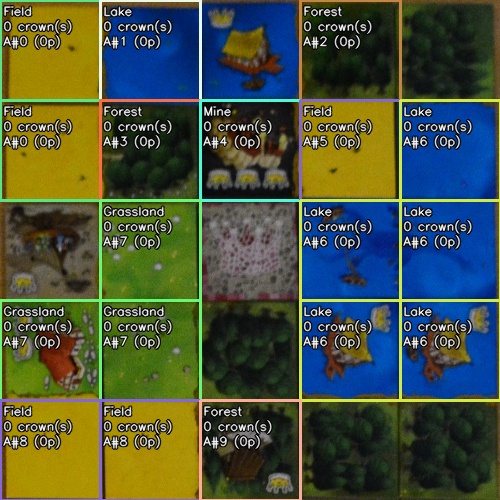 Field
0 crown(s)
A#0 (0p)
Lake
0 crown(s)
A#1 (0p)
Forest
0 crown(s)
A#2 (0p)
Field
0 crown(s)
A#0 (0p)
Forest
0 crown(s)
A#3 (0p)
Mine
0 crown(s)
A#4 (0p)
Field
0 crown(s)
A#5 (0p)
Lake
0 crown(s)
A#6 (0p)
Grassland
0 crown(s)
A#7 (0p)
Lake
0 crown(s)
A#6 (0p)
Lake
0 crown(s)
A#6 (0p)
Grassland
0 crown(s)
A#7 (0p)
Grassland
0 crown(s)
A#7 (0p)
Lake
0 crown(s)
A#6 (0p)
Lake
0 crown(s)
A#6 (0p)
Field
0 crown(s)
A#8 (0p)
Field
0 crown(s)
A#8 (0p)
Forest
0 crown(s)
A#9 (0p)